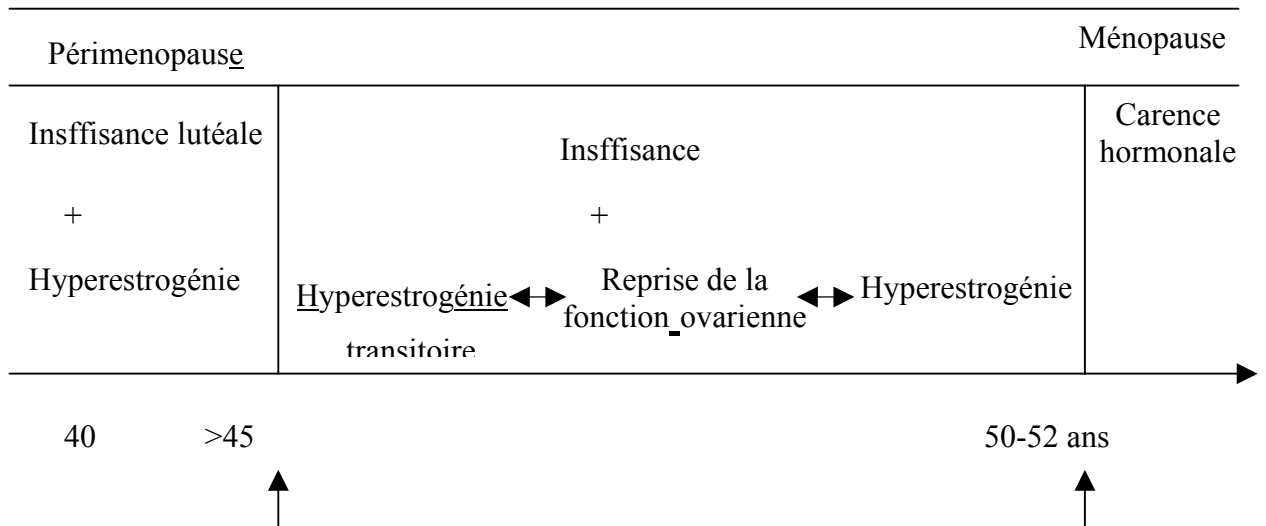 Périmenopause
Ménopause
Insffisance lutéale
+
Hyperestrogénie
Insffisance
+
Hyperestrogénie
transitoire
Reprise de la
fonction ovarienne
Hyperestrogénie
Carence
hormonale
40
>45
50-52 ans